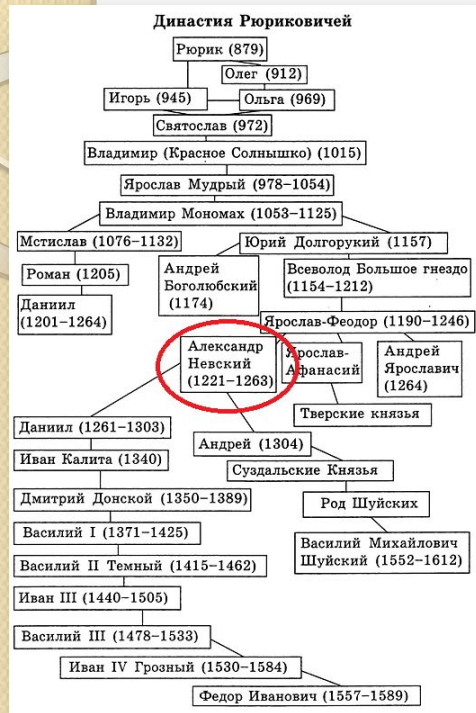 Династия Рюриковичей
Рюрик (879)
Олег (912)
Игорь (945)
Ольга (969)
Святослав (972)
Владимир (Красное Солнышко) (1015)
Ярослав Мудрый (978–1054)
Владимир Мономах (1053–1125)
Мстислав (1076–1132)
Юрий Долгорукий (1157)
Роман (1205)
Андрей
Боголюбский
(1174)
Всеволод Большое гнездо
(1154–1212)
Даниил
(1201–1264)
Ярослав-Феодор (1190–1246)
Александр
Невский
(1221–1263)
Ярослав-
Афанасий
Андрей
Ярославич
(1264)
Тверские князья
Даниил (1261–1303)
Андрей (1304)
Иван Калита (1340)
Суздальские Князья
Дмитрий Донской (1350–1389)
Род Шуйских
Василий I (1371–1425)
Василий Михайлович
Шуйский (1552–1612)
Василий II Темный (1415–1462)
Иван III (1440–1505)
Василий III (1478–1533)
Иван IV Грозный (1530–1584)
Федор Иванович (1557–1589)